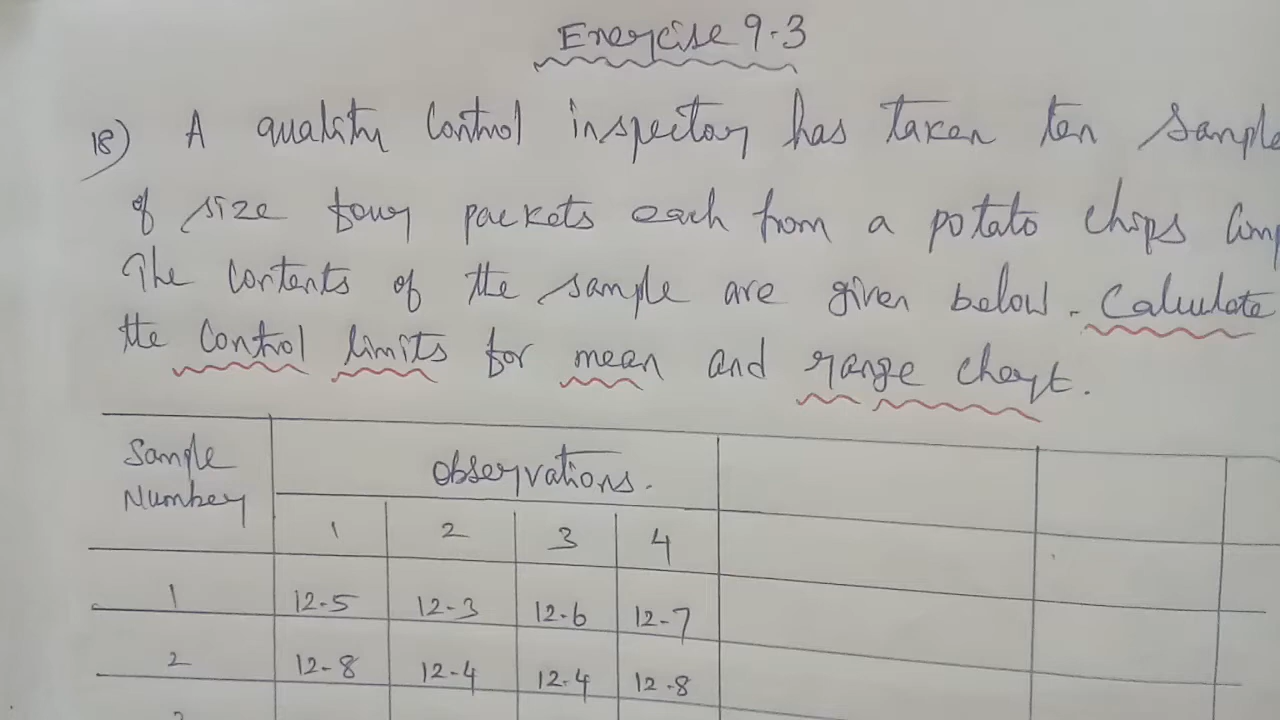 Exercise 9.3
18) A quality control inspector has taken ten sample
of size four packets each from a potato chips comp
The contents of the sample are given below. Calculate
the control limits for mean and range chart.
Sample Number
Observations.
1 2 3 4
1 12.5 12.3 12.6 12.7
2 12.8 12.4 12.4 12.8